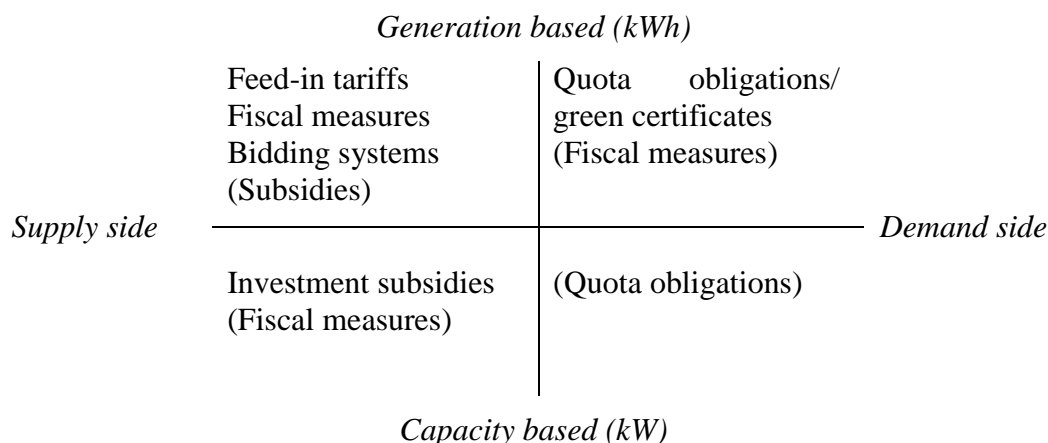 Generation based (kWh)
Feed-in tariffs
Fiscal measures
Bidding systems
(Subsidies)
Quota obligations/
green certificates
(Fiscal measures)
Supply side
Demand side
Investment subsidies
(Fiscal measures)
(Quota obligations)
Capacity based (kW)